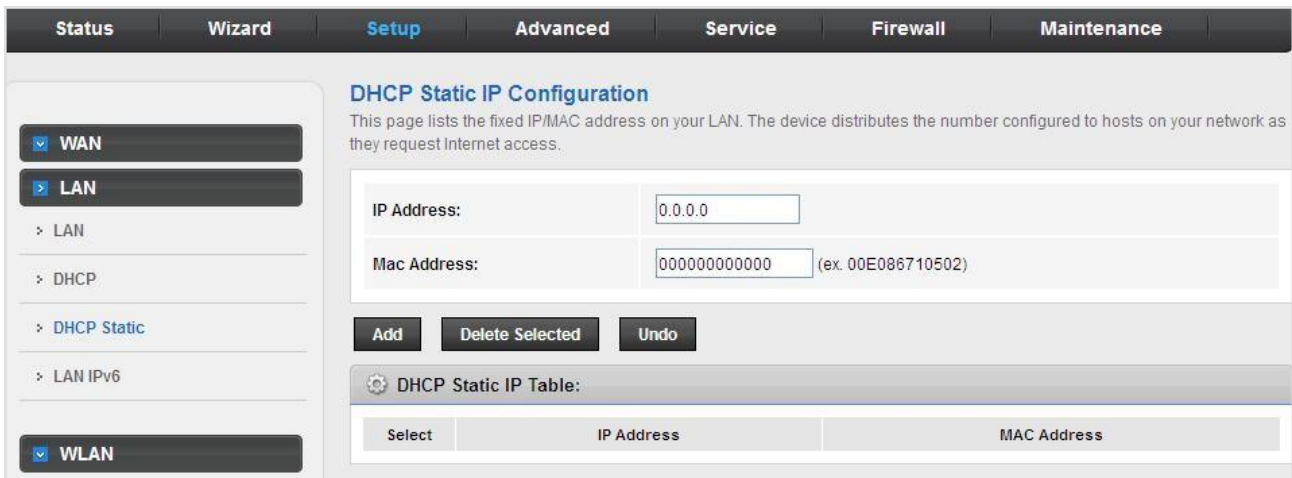 Status Wizard Setup Advanced Service Firewall Maintenance
WAN
LAN
LAN
DHCP
DHCP Static
LAN IPv6
WLAN
DHCP Static IP Configuration
This page lists the fixed IP/MAC address on your LAN. The device distributes the number configured to hosts on your network as
they request Internet access.
IP Address: 0.0.0.0
Mac Address: 000000000000 (ex. 00E086710502)
Add Delete Selected Undo
DHCP Static IP Table:
Select IP Address MAC Address